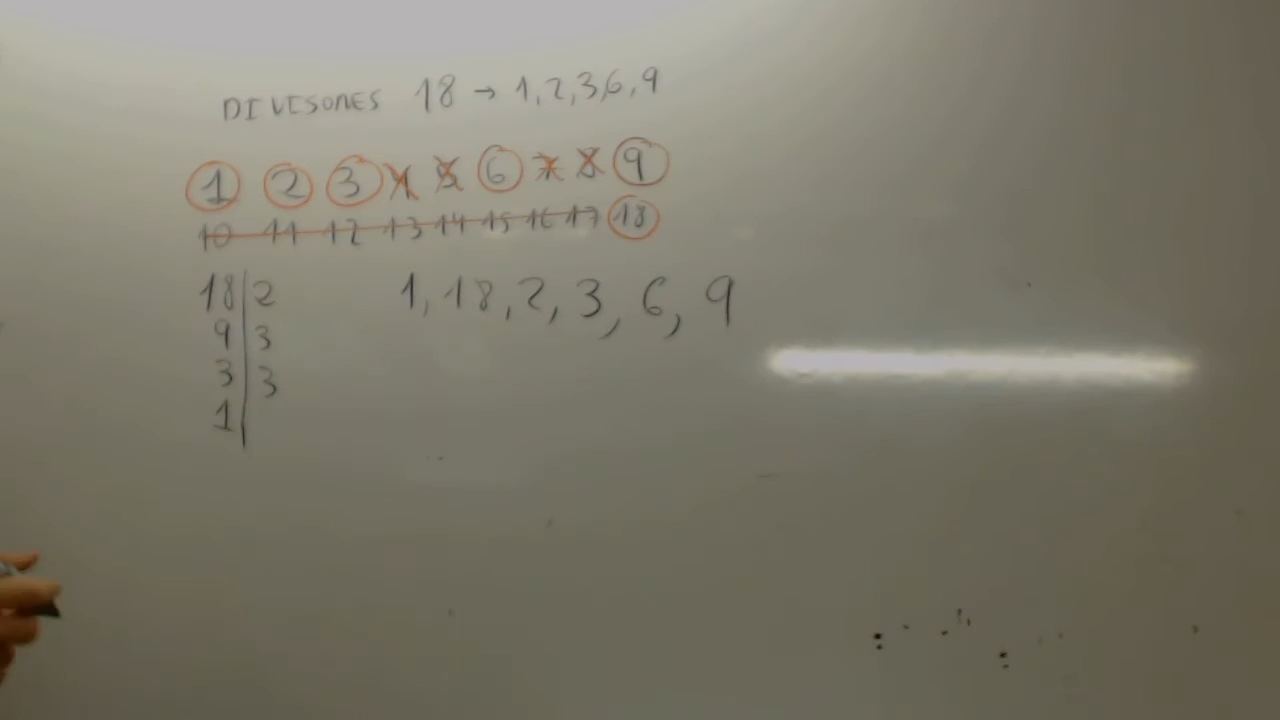 DIVISORES 18 → 1, 2, 3, 6, 9
1 2 3 4 5 6 7 8 9
10 11 12 13 14 15 16 17 18
18 2
9 3
3 3
1
1, 18, 2, 3, 6, 9